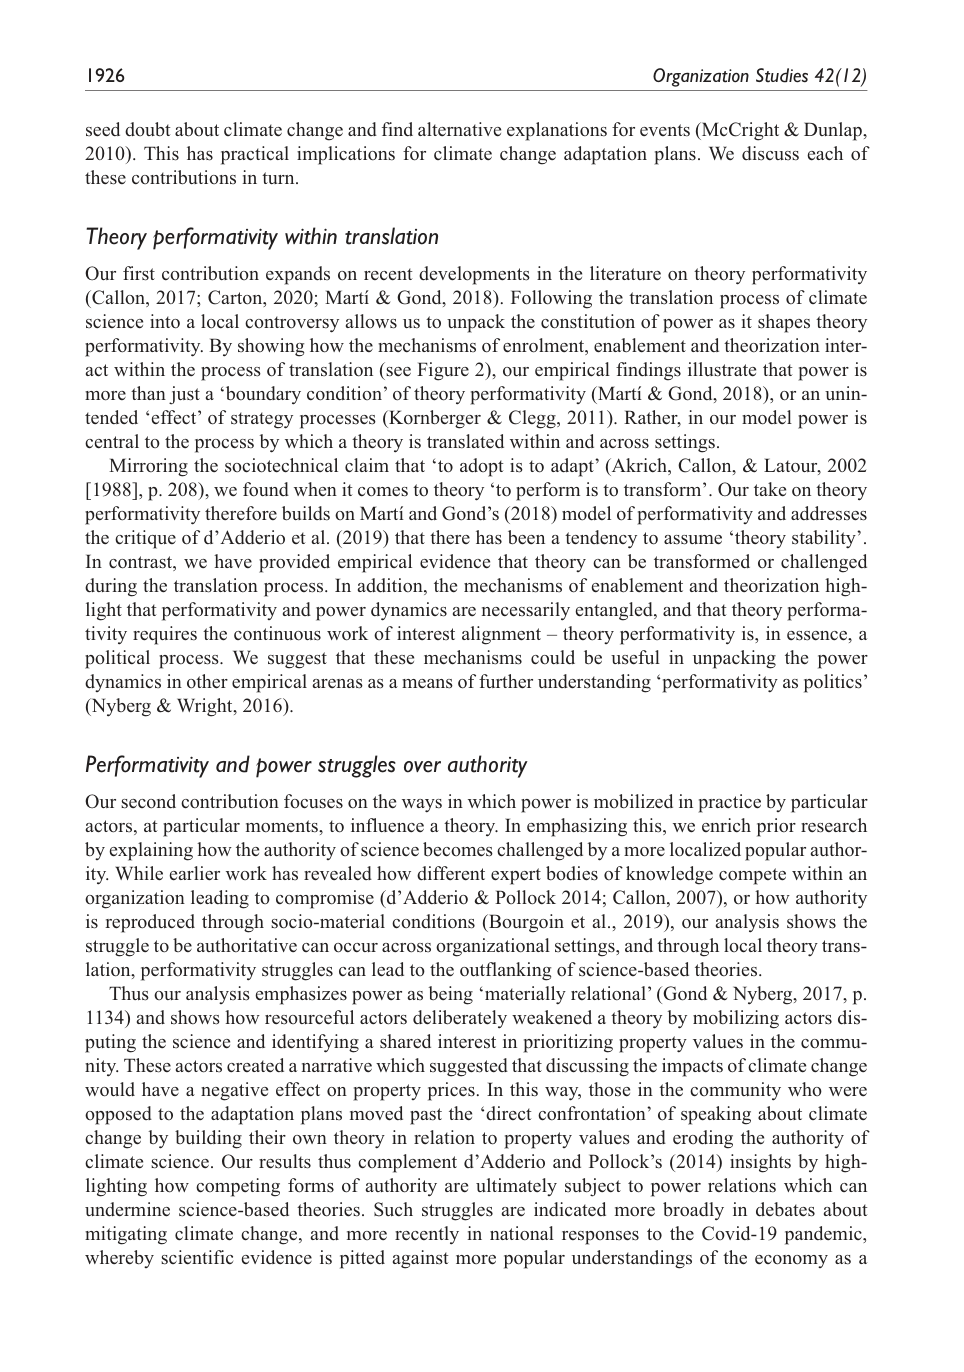 1926
Organization Studies 42(12)
seed doubt about climate change and find alternative explanations for events (McCright & Dunlap,
2010). This has practical implications for climate change adaptation plans. We discuss each of
these contributions in turn.
Theory performativity within translation
Our first contribution expands on recent developments in the literature on theory performativity
(Callon, 2017; Carton, 2020; Martí & Gond, 2018). Following the translation process of climate
science into a local controversy allows us to unpack the constitution of power as it shapes theory
performativity. By showing how the mechanisms of enrolment, enablement and theorization inter-
act within the process of translation (see Figure 2), our empirical findings illustrate that power is
more than just a ‘boundary condition’ of theory performativity (Martí & Gond, 2018), or an unin-
tended ‘effect’ of strategy processes (Kornberger & Clegg, 2011). Rather, in our model power is
central to the process by which a theory is translated within and across settings.
Mirroring the sociotechnical claim that ‘to adopt is to adapt’ (Akrich, Callon, & Latour, 2002
[1988], p. 208), we found when it comes to theory ‘to perform is to transform’. Our take on theory
performativity therefore builds on Martí and Gond’s (2018) model of performativity and addresses
the critique of d’Adderio et al. (2019) that there has been a tendency to assume ‘theory stability’.
In contrast, we have provided empirical evidence that theory can be transformed or challenged
during the translation process. In addition, the mechanisms of enablement and theorization high-
light that performativity and power dynamics are necessarily entangled, and that theory performa-
tivity requires the continuous work of interest alignment – theory performativity is, in essence, a
political process. We suggest that these mechanisms could be useful in unpacking the power
dynamics in other empirical arenas as a means of further understanding ‘performativity as politics’
(Nyberg & Wright, 2016).
Performativity and power struggles over authority
Our second contribution focuses on the ways in which power is mobilized in practice by particular
actors, at particular moments, to influence a theory. In emphasizing this, we enrich prior research
by explaining how the authority of science becomes challenged by a more localized popular author-
ity. While earlier work has revealed how different expert bodies of knowledge compete within an
organization leading to compromise (d’Adderio & Pollock 2014; Callon, 2007), or how authority
is reproduced through socio-material conditions (Bourgoin et al., 2019), our analysis shows the
struggle to be authoritative can occur across organizational settings, and through local theory trans-
lation, performativity struggles can lead to the outflanking of science-based theories.
Thus our analysis emphasizes power as being ‘materially relational’ (Gond & Nyberg, 2017, p.
1134) and shows how resourceful actors deliberately weakened a theory by mobilizing actors dis-
puting the science and identifying a shared interest in prioritizing property values in the commu-
nity. These actors created a narrative which suggested that discussing the impacts of climate change
would have a negative effect on property prices. In this way, those in the community who were
opposed to the adaptation plans moved past the ‘direct confrontation’ of speaking about climate
change by building their own theory in relation to property values and eroding the authority of
climate science. Our results thus complement d’Adderio and Pollock’s (2014) insights by high-
lighting how competing forms of authority are ultimately subject to power relations which can
undermine science-based theories. Such struggles are indicated more broadly in debates about
mitigating climate change, and more recently in national responses to the Covid-19 pandemic,
whereby scientific evidence is pitted against more popular understandings of the economy as a